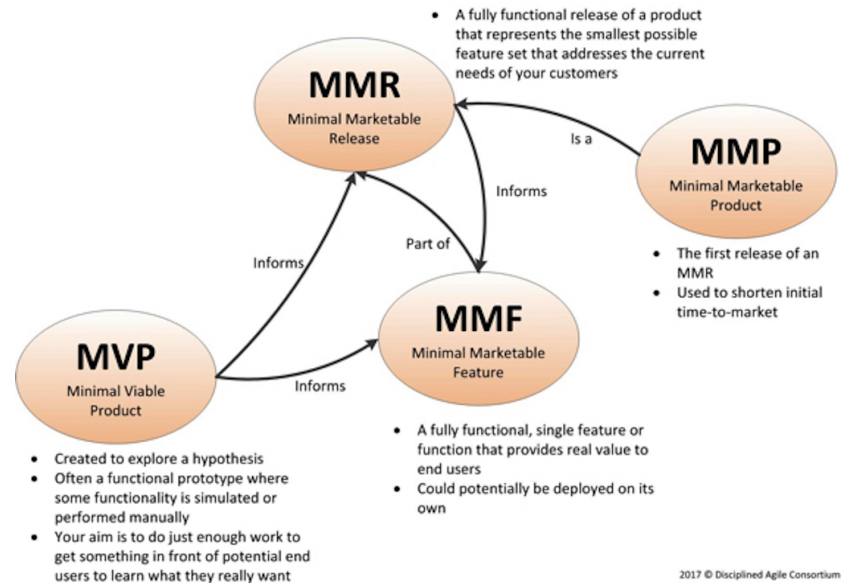 • A fully functional release of a product
that represents the smallest possible
feature set that addresses the current
needs of your customers
MMR
Minimal Marketable
Release
Is a
MMP
Minimal Marketable
Product
Informs
Part of
Informs
• The first release of an
MMR
• Used to shorten initial
time-to-market
MMF
Minimal Marketable
Feature
MVP
Minimal Viable
Product
Informs
• A fully functional, single feature or
function that provides real value to
end users
• Could potentially be deployed on its
own
• Created to explore a hypothesis
• Often a functional prototype where
some functionality is simulated or
performed manually
• Your aim is to do just enough work to
get something in front of potential end
users to learn what they really want
2017 © Disciplined Agile Consortium